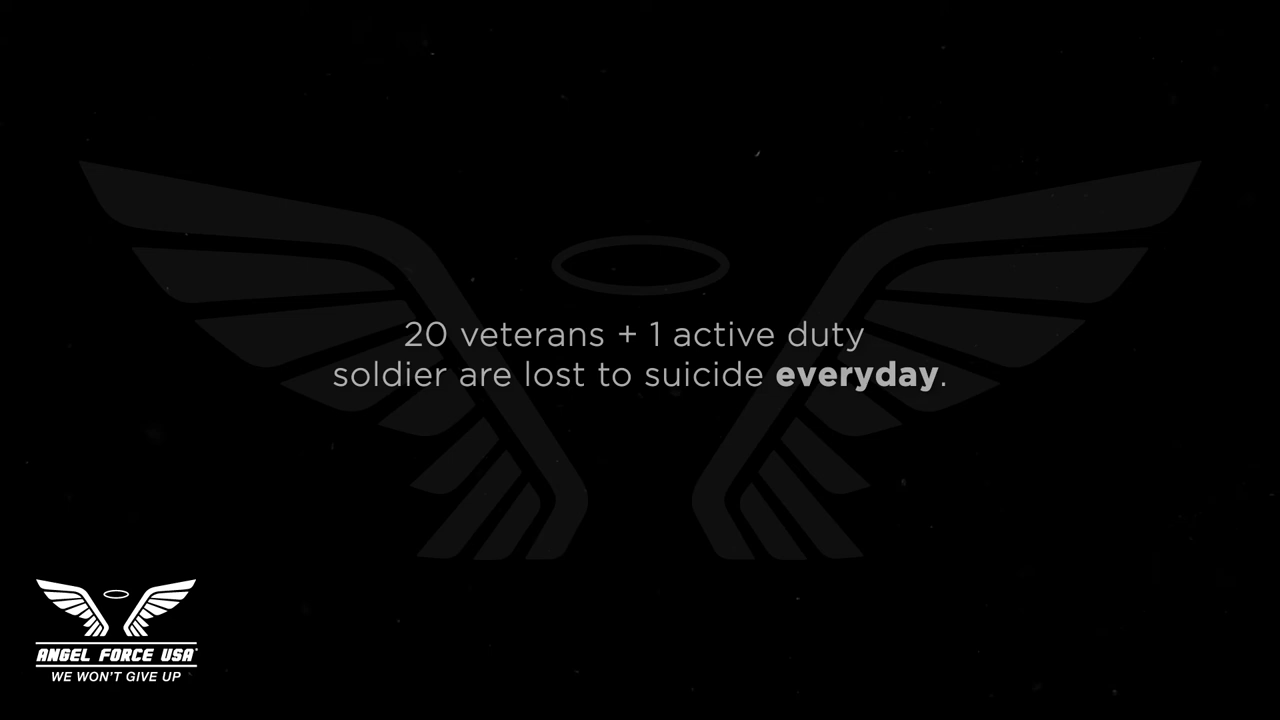 20 veterans + 1 active duty
soldier are lost to suicide everyday.
ANGEL FORCE USA
WE WON'T GIVE UP